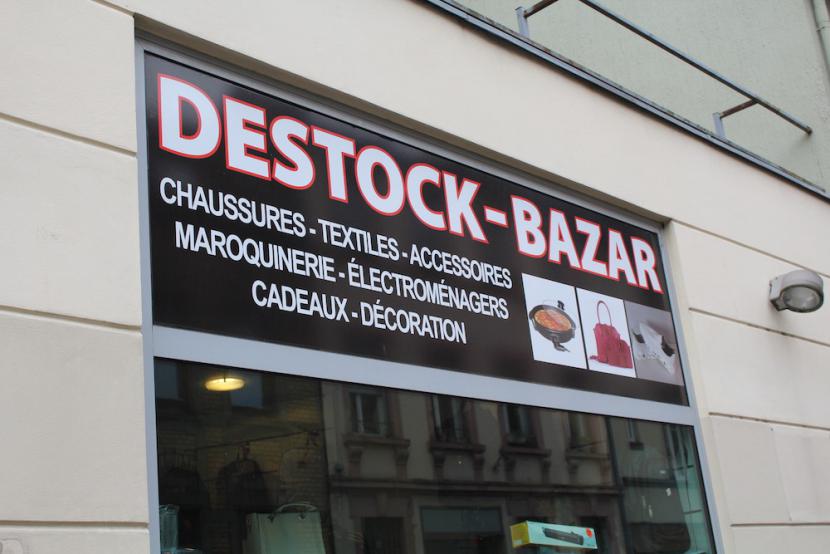 DESTOCK-BAZAR
CHAUSSURES - TEXTILES - ACCESSOIRES
MAROQUINERIE - ÉLECTROMÉNAGERS
CADEAUX - DÉCORATION